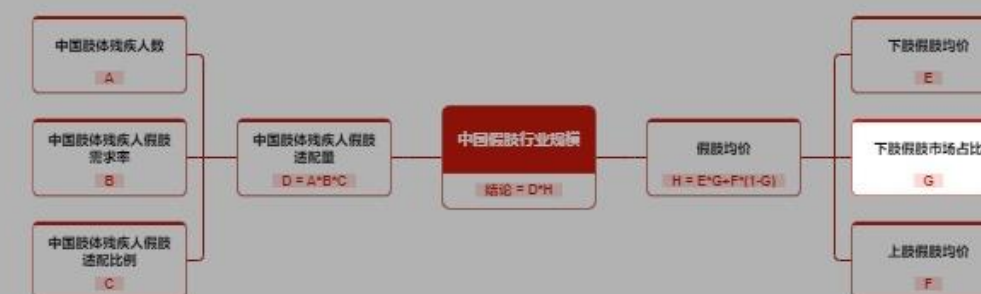 中国肢体残疾人数
A
中国肢体残疾人假肢
需求率
B
中国肢体残疾人假肢
适配比例
C
中国肢体残疾人假肢
适配量
D = A*B*C
中国假肢行业规模
结论 = D*H
假肢均价
H = E*G+F*(1-G)
下肢假肢均价
E
下肢假肢市场占比
G
上肢假肢均价
F